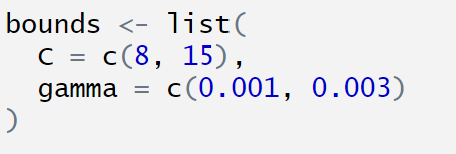 bounds <- list(
  C = c(8, 15),
  gamma = c(0.001, 0.003)
)